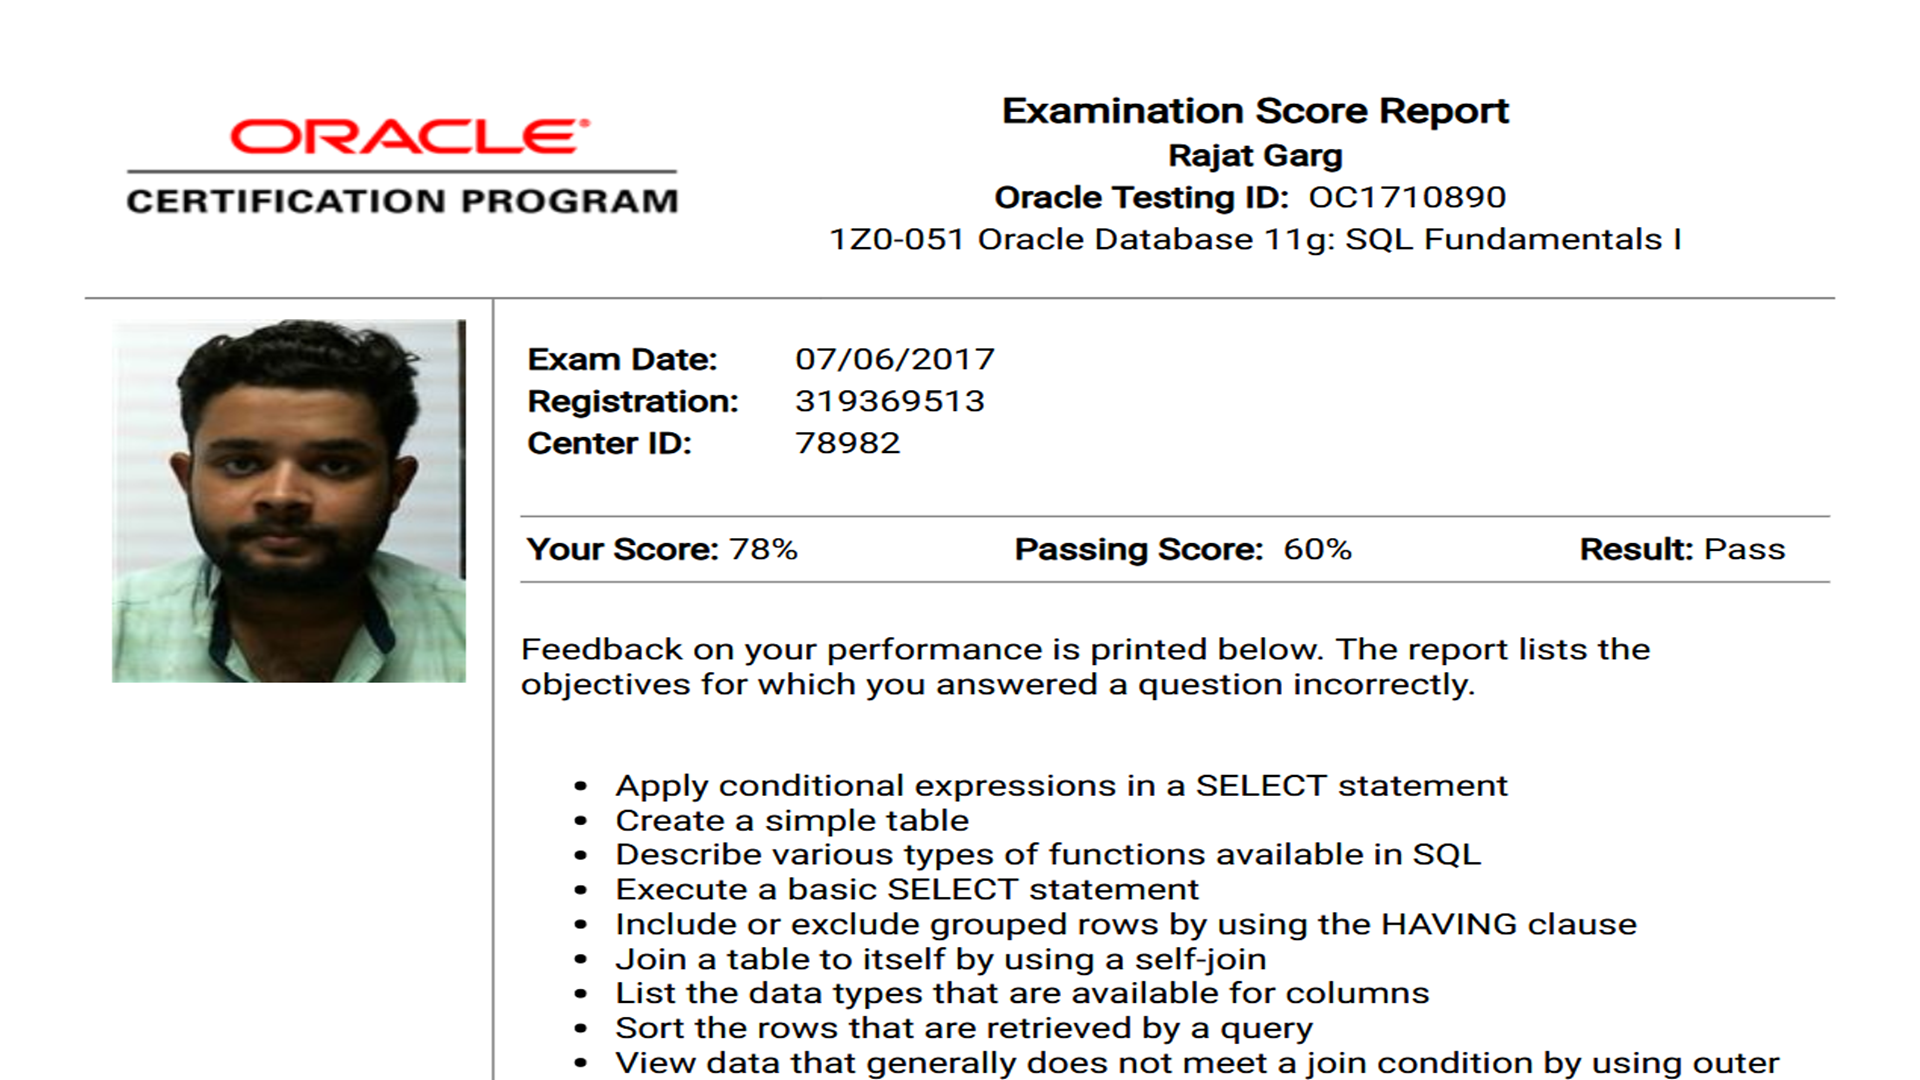 ORACLE®
CERTIFICATION PROGRAM
Examination Score Report
Rajat Garg
Oracle Testing ID: OC1710890
1Z0-051 Oracle Database 11g: SQL Fundamentals I
Exam Date: 07/06/2017
Registration: 319369513
Center ID: 78982
Your Score: 78% Passing Score: 60% Result: Pass
Feedback on your performance is printed below. The report lists the
objectives for which you answered a question incorrectly.
• Apply conditional expressions in a SELECT statement
• Create a simple table
• Describe various types of functions available in SQL
• Execute a basic SELECT statement
• Include or exclude grouped rows by using the HAVING clause
• Join a table to itself by using a self-join
• List the data types that are available for columns
• Sort the rows that are retrieved by a query
• View data that generally does not meet a join condition by using outer